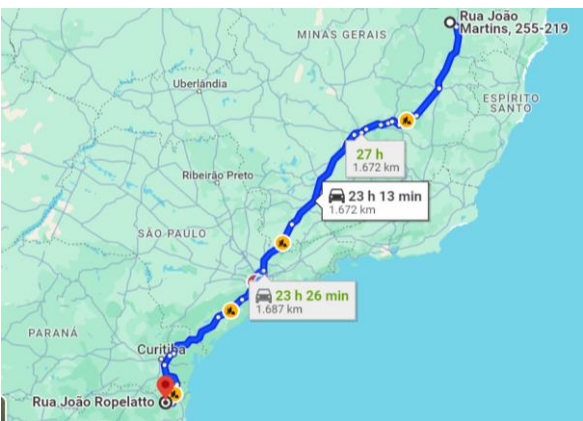 Rua João
Martins, 255-219
MINAS GERAIS
Uberlândia
ESPÍRITO
SANTO
27 h
1.672 km
Ribeirão Preto
23 h 13 min
1.672 km
SÃO PAULO
23 h 26 min
1.687 km
PARANÁ
Curitiba
Rua João Ropelatto